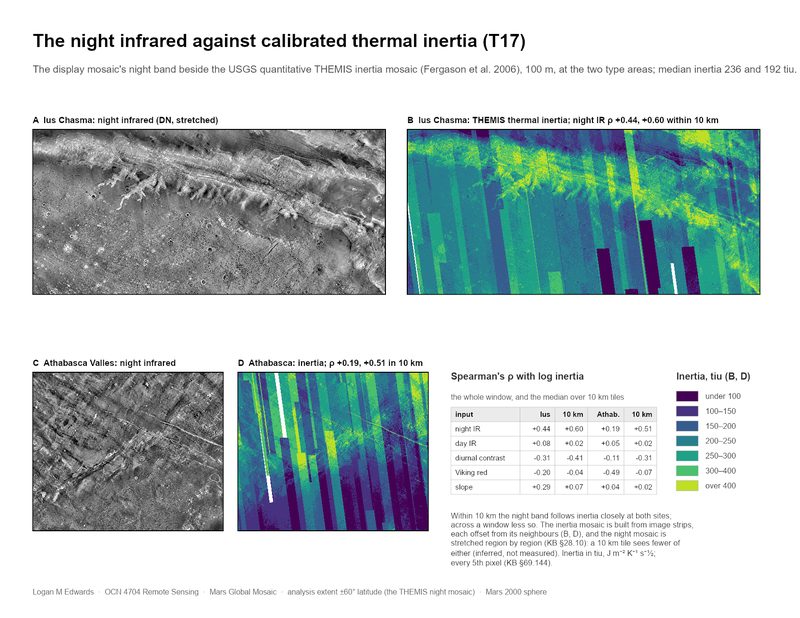 The night infrared against calibrated thermal inertia (T17)
The display mosaic's night band beside the USGS quantitative THEMIS inertia mosaic (Fergason et al. 2006), 100 m, at the two type areas; median inertia 236 and 192 tiu.
A Ius Chasma: night infrared (DN, stretched)
B Ius Chasma: THEMIS thermal inertia; night IR ρ +0.44, +0.60 within 10 km
C Athabasca Valles: night infrared
D Athabasca: inertia; ρ +0.19, +0.51 in 10 km
Spearman's ρ with log inertia
the whole window, and the median over 10 km tiles
input Ius 10 km Athab. 10 km
night IR +0.44 +0.60 +0.19 +0.51
day IR +0.08 +0.02 +0.05 +0.02
diurnal contrast -0.31 -0.41 -0.11 -0.31
Viking red -0.20 -0.04 -0.49 -0.07
slope +0.29 +0.07 +0.04 +0.02
Within 10 km the night band follows inertia closely at both sites;
across a window less so. The inertia mosaic is built from image strips,
each offset from its neighbours (B, D), and the night mosaic is
stretched region by region (KB §28.10): a 10 km tile sees fewer of
either (inferred, not measured). Inertia in tiu, J m⁻² K⁻¹ s⁻½;
every 5th pixel (KB §69.144).
Inertia, tiu (B, D)
under 100
100–150
150–200
200–250
250–300
300–400
over 400
Logan M Edwards · OCN 4704 Remote Sensing · Mars Global Mosaic · analysis extent ±60° latitude (the THEMIS night mosaic) · Mars 2000 sphere